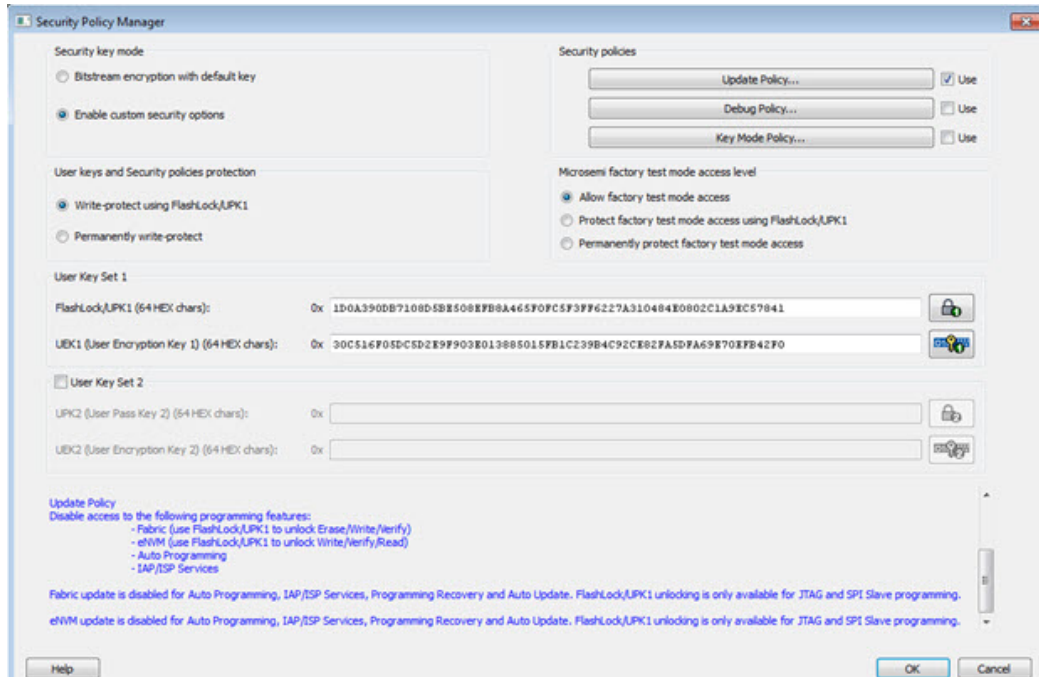 Security Policy Manager
Security key mode
Bitstream encryption with default key
Enable custom security options
Security policies
Update Policy...
Use
Debug Policy...
Use
Key Mode Policy...
Use
User keys and Security policies protection
Write-protect using FlashLock/UPK1
Permanently write-protect
Microsemi factory test mode access level
Allow factory test mode access
Protect factory test mode access using FlashLock/UPK1
Permanently protect factory test mode access
User Key Set 1
FlashLock/UPK1 (64 HEX chars): 0x 1D0A390DB7108D5BE508EFB8A465F0FC5F3FF6227A310484E0802C1A9EC57841
UEK1 (User Encryption Key 1) (64 HEX chars): 0x 30C516F05DC5D2E9F903E013885015FB1C239B4C92CE82FA5DFA69E70EFB42F0
User Key Set 2
UPK2 (User Pass Key 2) (64 HEX chars): 0x
UEK2 (User Encryption Key 2) (64 HEX chars): 0x
Update Policy
Disable access to the following programming features:
- Fabric (use FlashLock/UPK1 to unlock Erase/Write/Verify)
- eNVM (use FlashLock/UPK1 to unlock Write/Verify/Read)
- Auto Programming
- IAP/ISP Services
Fabric update is disabled for Auto Programming, IAP/ISP Services, Programming Recovery and Auto Update. FlashLock/UPK1 unlocking is only available for JTAG and SPI Slave programming.
eNVM update is disabled for Auto Programming, IAP/ISP Services, Programming Recovery and Auto Update. FlashLock/UPK1 unlocking is only available for JTAG and SPI Slave programming.
Help
OK
Cancel